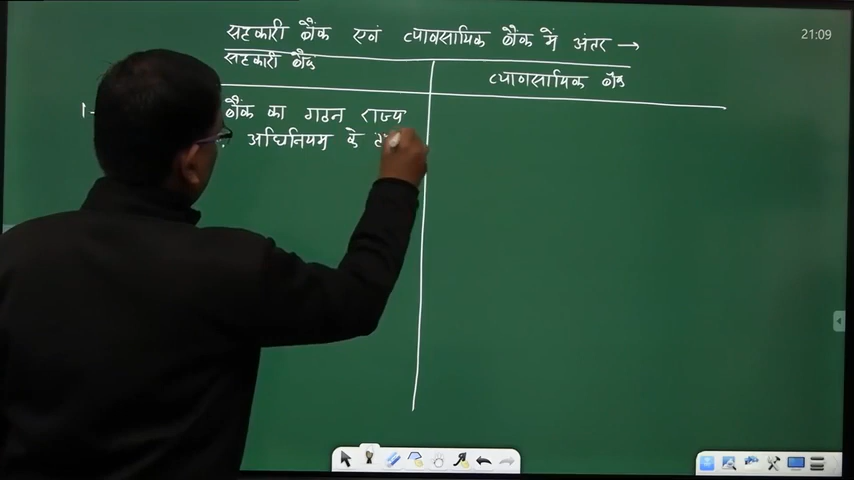 सहकारी बैंक एवं व्यावसायिक बैंक में अंतर →
सहकारी बैंक
व्यावसायिक बैंक
1- बैंक का गठन राज्य
अधिनियम के
21:09